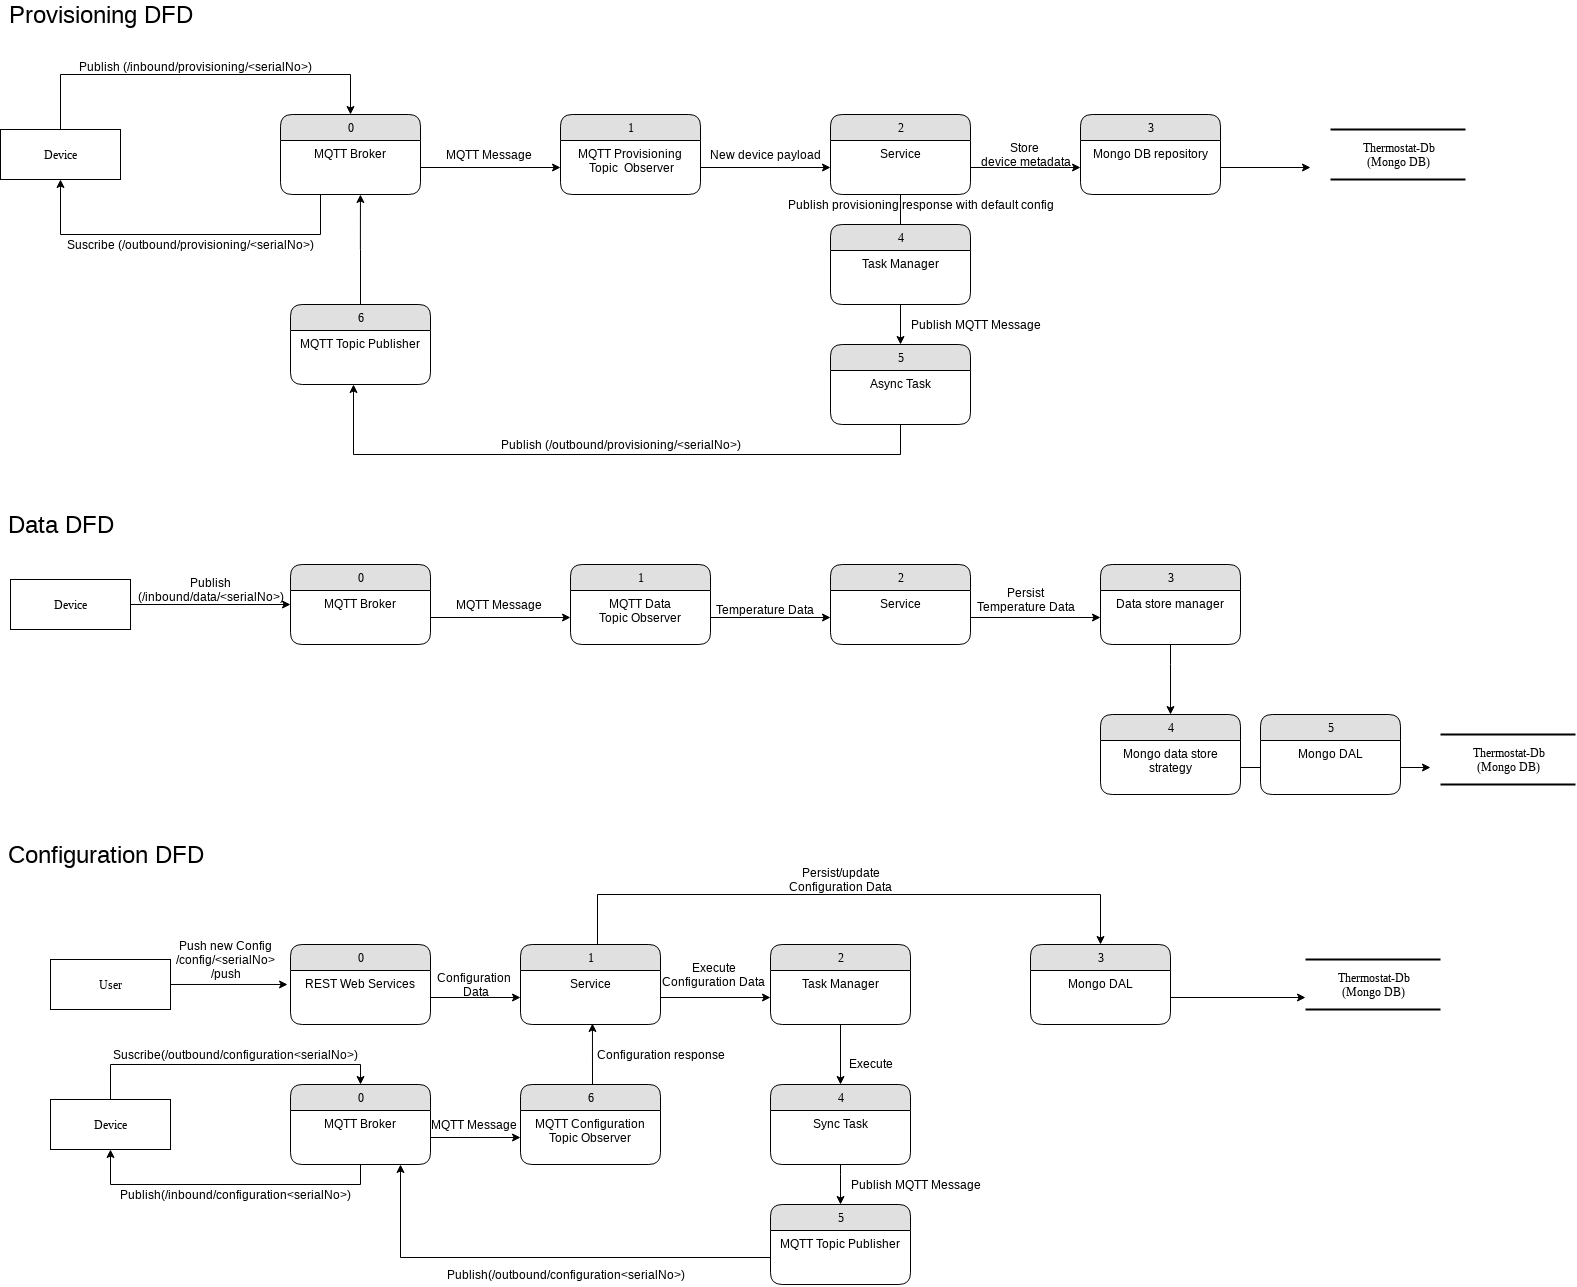 Provisioning DFD
Publish (/inbound/provisioning/<serialNo>)
Device
0
MQTT Broker
MQTT Message
1
MQTT Provisioning
Topic Observer
New device payload
2
Service
Store
device metadata
3
Mongo DB repository
Thermostat-Db
(Mongo DB)
Suscribe (/outbound/provisioning/<serialNo>)
Publish provisioning response with default config
4
Task Manager
Publish MQTT Message
6
MQTT Topic Publisher
5
Async Task
Publish (/outbound/provisioning/<serialNo>)
Data DFD
Device
Publish
(/inbound/data/<serialNo>)
0
MQTT Broker
MQTT Message
1
MQTT Data
Topic Observer
Temperature Data
2
Service
Persist
Temperature Data
3
Data store manager
4
Mongo data store
strategy
5
Mongo DAL
Thermostat-Db
(Mongo DB)
Configuration DFD
Persist/update
Configuration Data
User
Push new Config
/config/<serialNo>
/push
0
REST Web Services
Configuration
Data
1
Service
Execute
Configuration Data
2
Task Manager
3
Mongo DAL
Thermostat-Db
(Mongo DB)
Suscribe(/outbound/configuration<serialNo>)
Configuration response
Execute
Device
0
MQTT Broker
MQTT Message
6
MQTT Configuration
Topic Observer
4
Sync Task
Publish(/inbound/configuration<serialNo>)
Publish MQTT Message
5
MQTT Topic Publisher
Publish(/outbound/configuration<serialNo>)